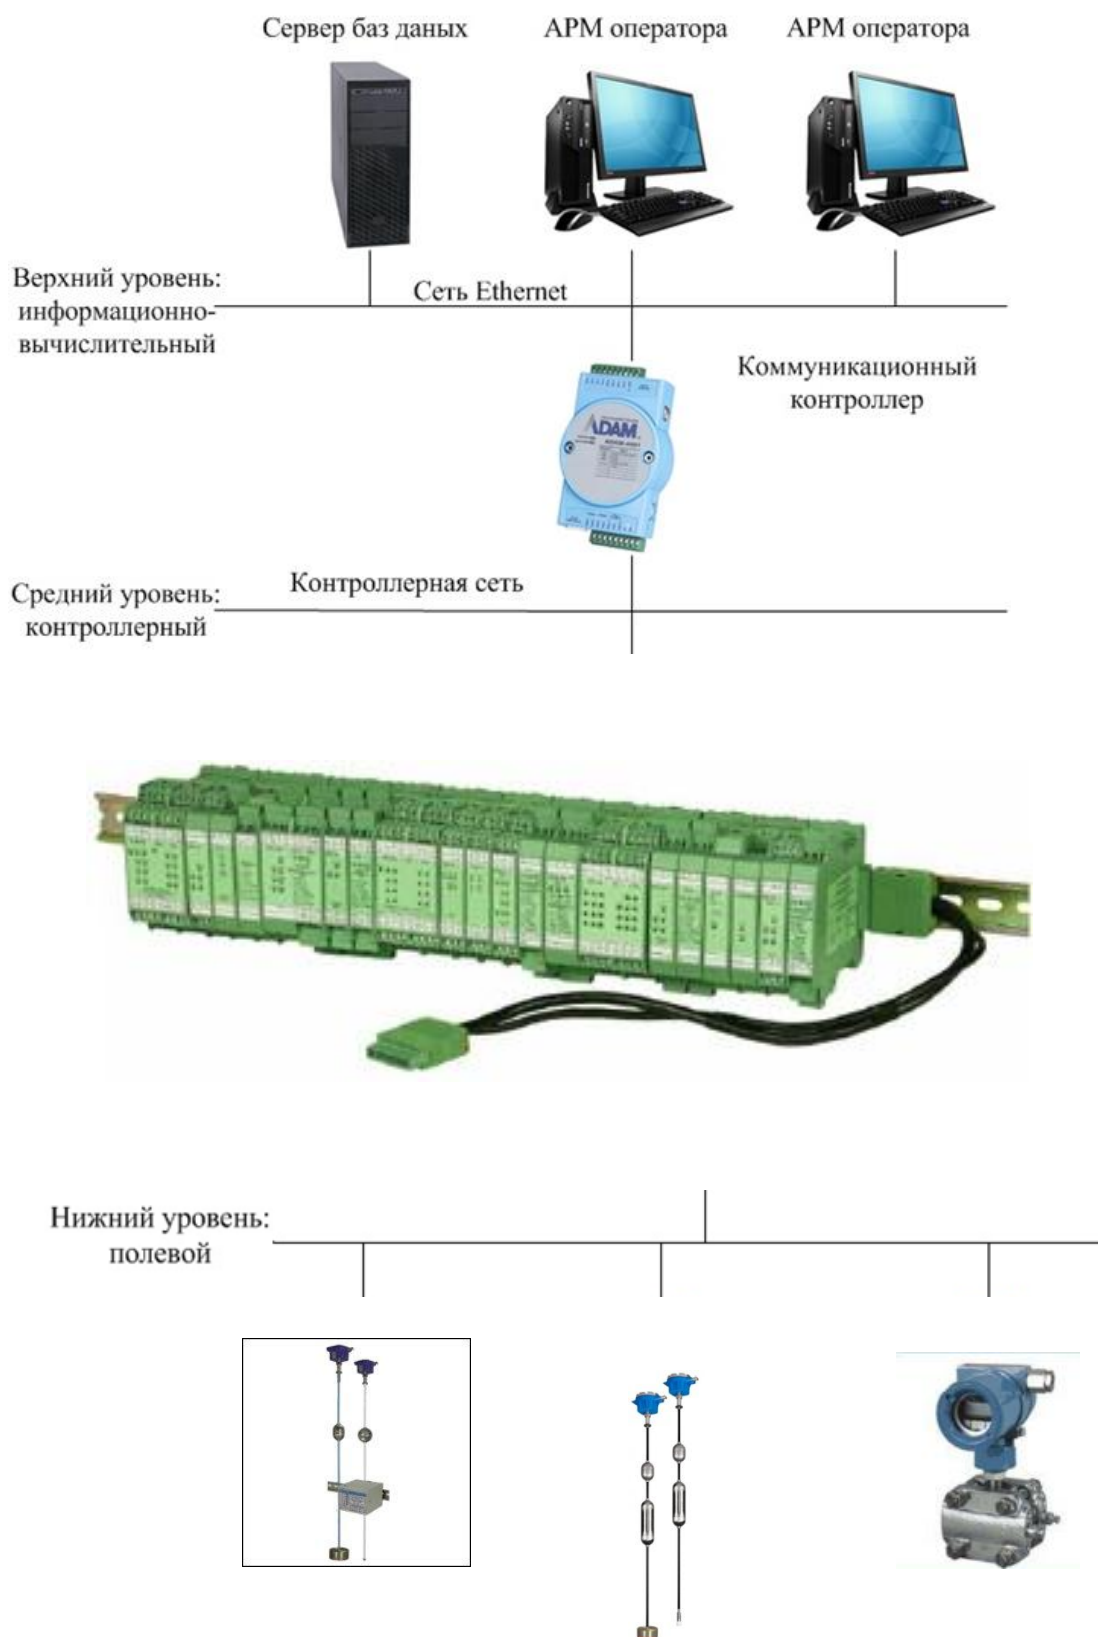 Сервер баз даных
АРМ оператора
АРМ оператора
Верхний уровень:
информационно-
вычислительный
Сеть Ethernet
Коммуникационный
контроллер
ADAM
Контроллерная сеть
Средний уровень:
контроллерный
Нижний уровень:
полевой